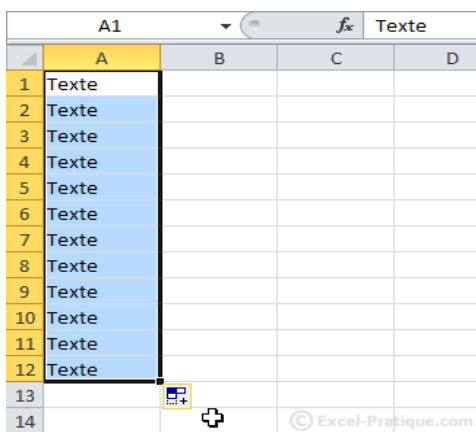 A1 fx Texte
A B C D
1 Texte
2 Texte
3 Texte
4 Texte
5 Texte
6 Texte
7 Texte
8 Texte
9 Texte
10 Texte
11 Texte
12 Texte
13
14 © Excel-Pratique.com